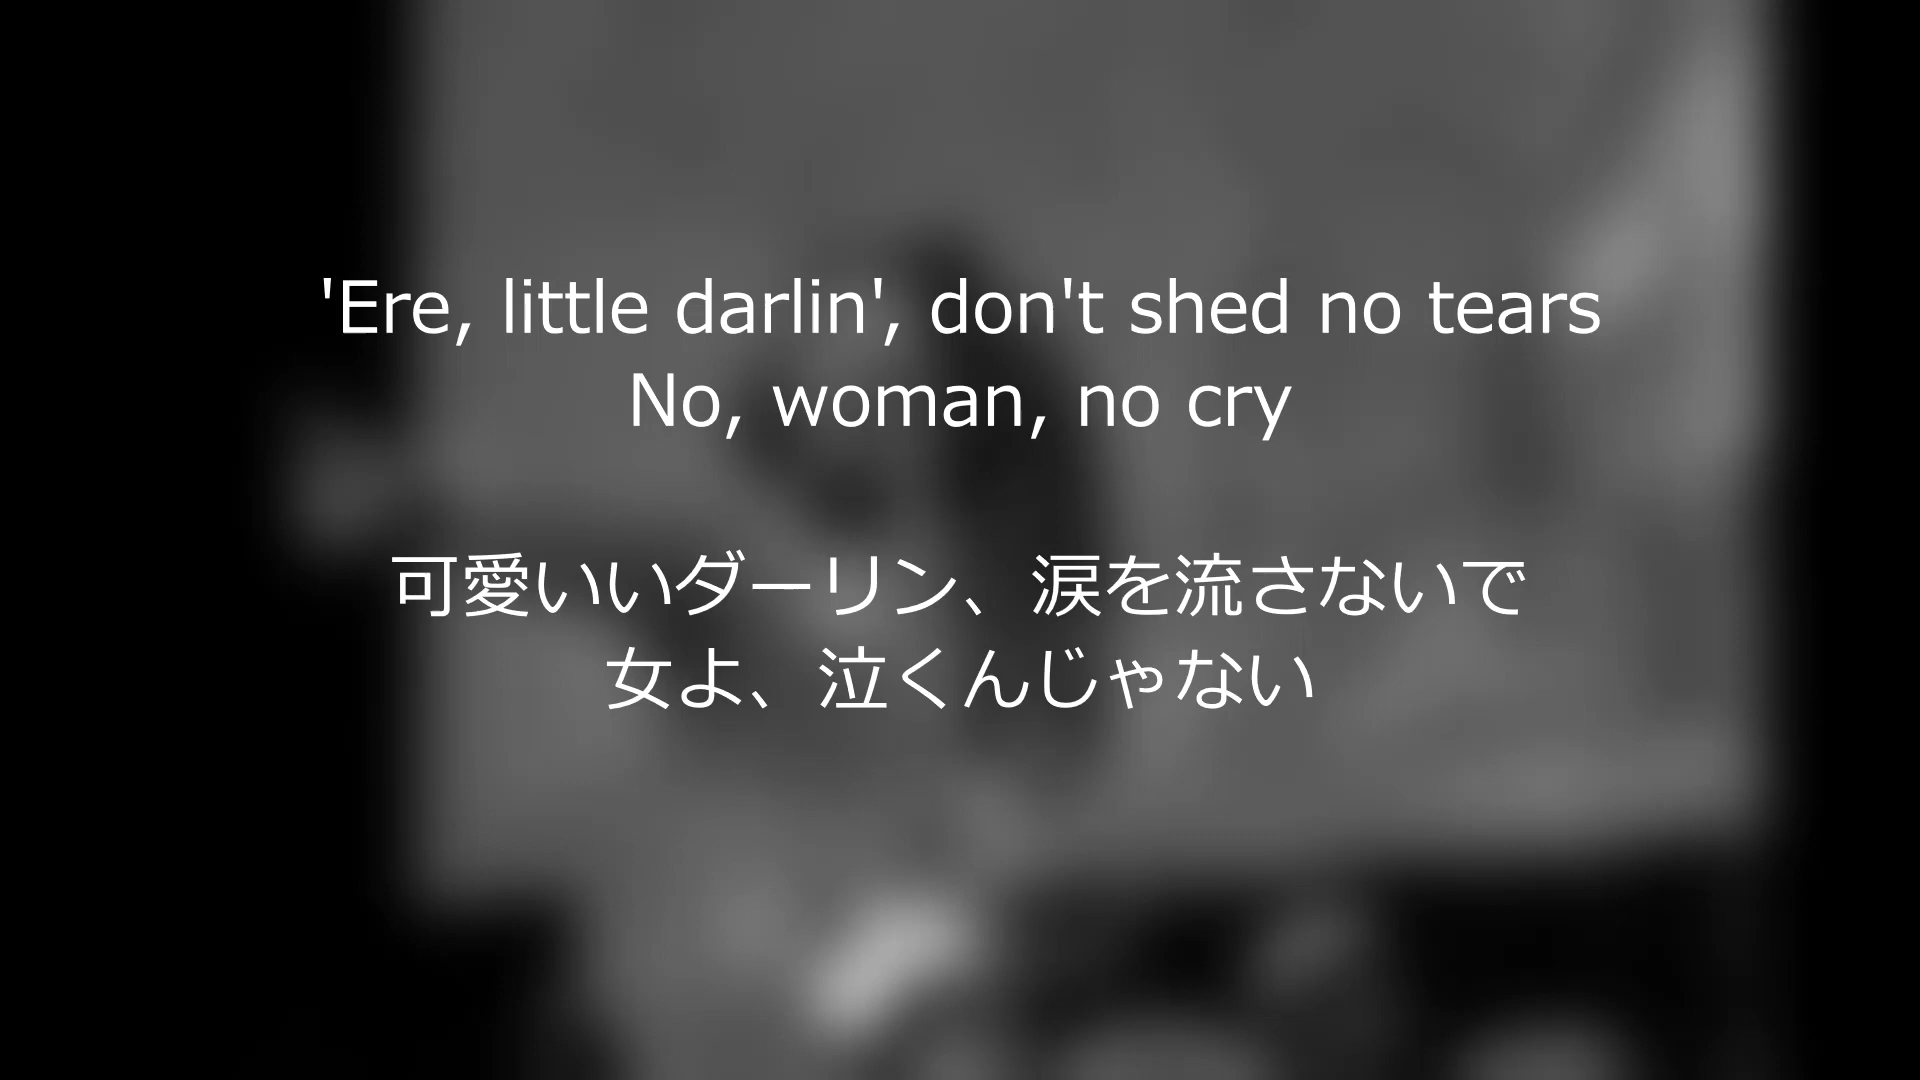 'Ere, little darlin', don't shed no tears
No, woman, no cry
可愛いいダーリン、涙を流さないで
女よ、泣くんじゃない